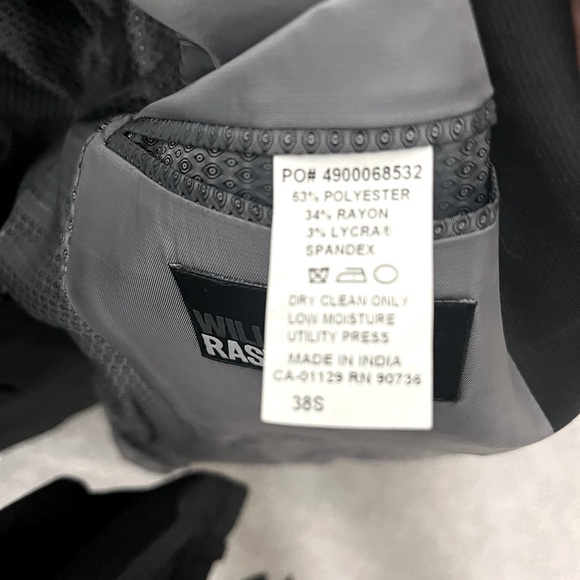 PO# 4900068532
63% POLYESTER
34% RAYON
3% LYCRA®
SPANDEX
DRY CLEAN ONLY
LOW MOISTURE
UTILITY PRESS
MADE IN INDIA
CA-01129 RN 90736
38S
WILL
RAS